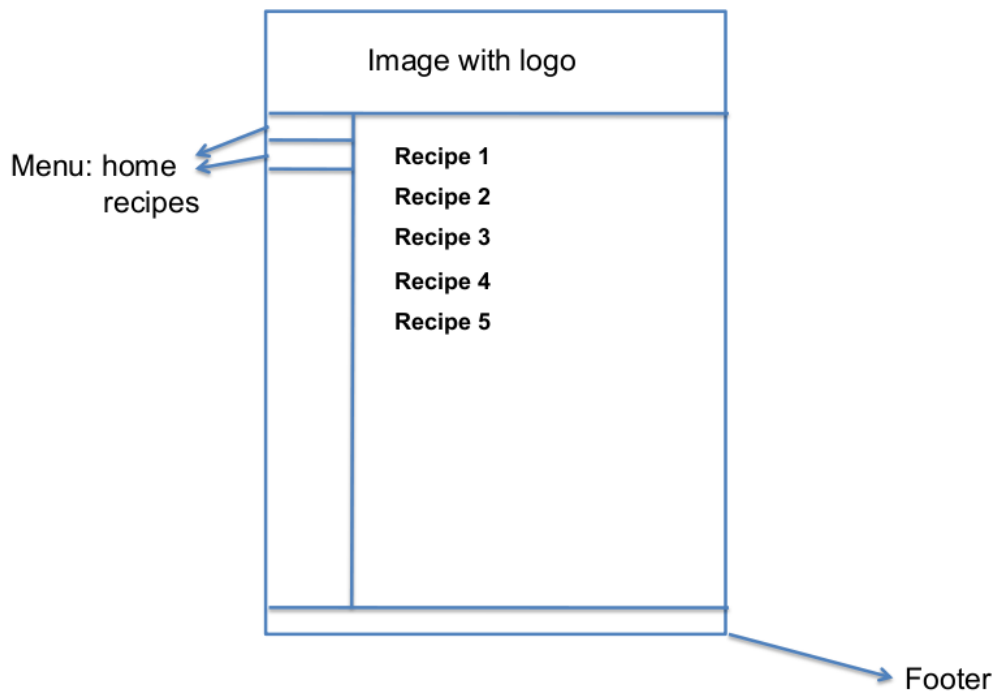 Image with logo
Menu: home
recipes
Recipe 1
Recipe 2
Recipe 3
Recipe 4
Recipe 5
Footer